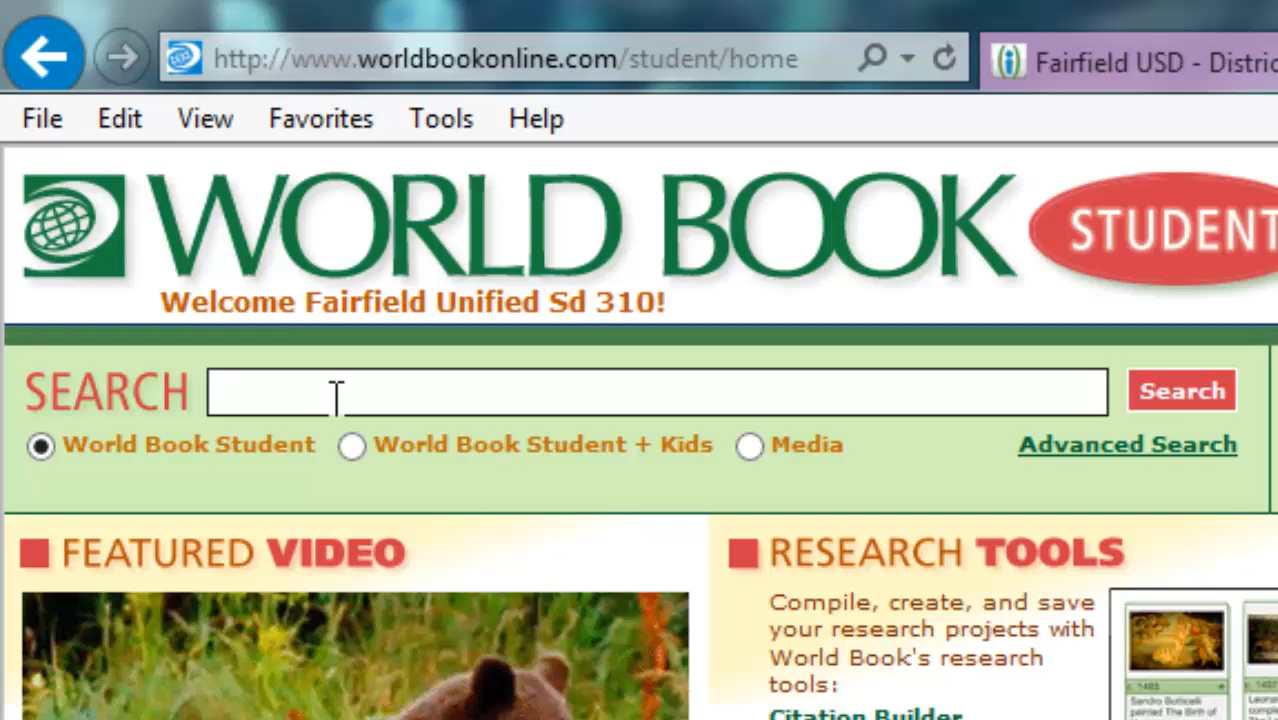 http://www.worldbookonline.com/student/home
Fairfield USD - Distric
File Edit View Favorites Tools Help
WORLD BOOK STUDENT
Welcome Fairfield Unified Sd 310!
SEARCH Search
World Book Student World Book Student + Kids Media Advanced Search
FEATURED VIDEO
RESEARCH TOOLS
Compile, create, and save
your research projects with
World Book's research
tools:
Citation Builder